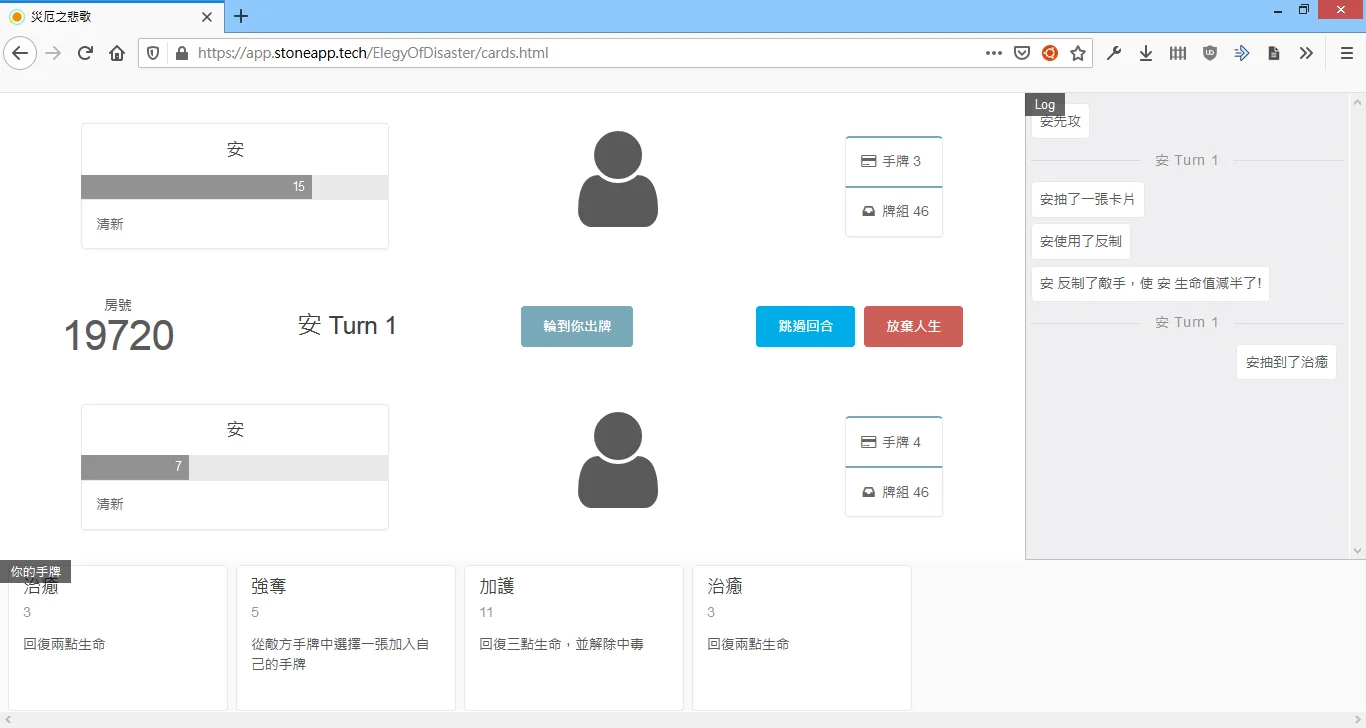 災厄之悲歌
https://app.stoneapp.tech/ElegyOfDisaster/cards.html
安
15
清新
手牌 3
牌組 46
房號
19720
安 Turn 1
輪到你出牌
跳過回合
放棄人生
安
7
清新
手牌 4
牌組 46
Log
安先攻
安 Turn 1
安抽了一張卡片
安使用了反制
安 反制了敵手，使 安 生命值減半了!
安 Turn 1
安抽到了治癒
你的手牌
治癒
3
回復兩點生命
強奪
5
從敵方手牌中選擇一張加入自
己的手牌
加護
11
回復三點生命，並解除中毒
治癒
3
回復兩點生命